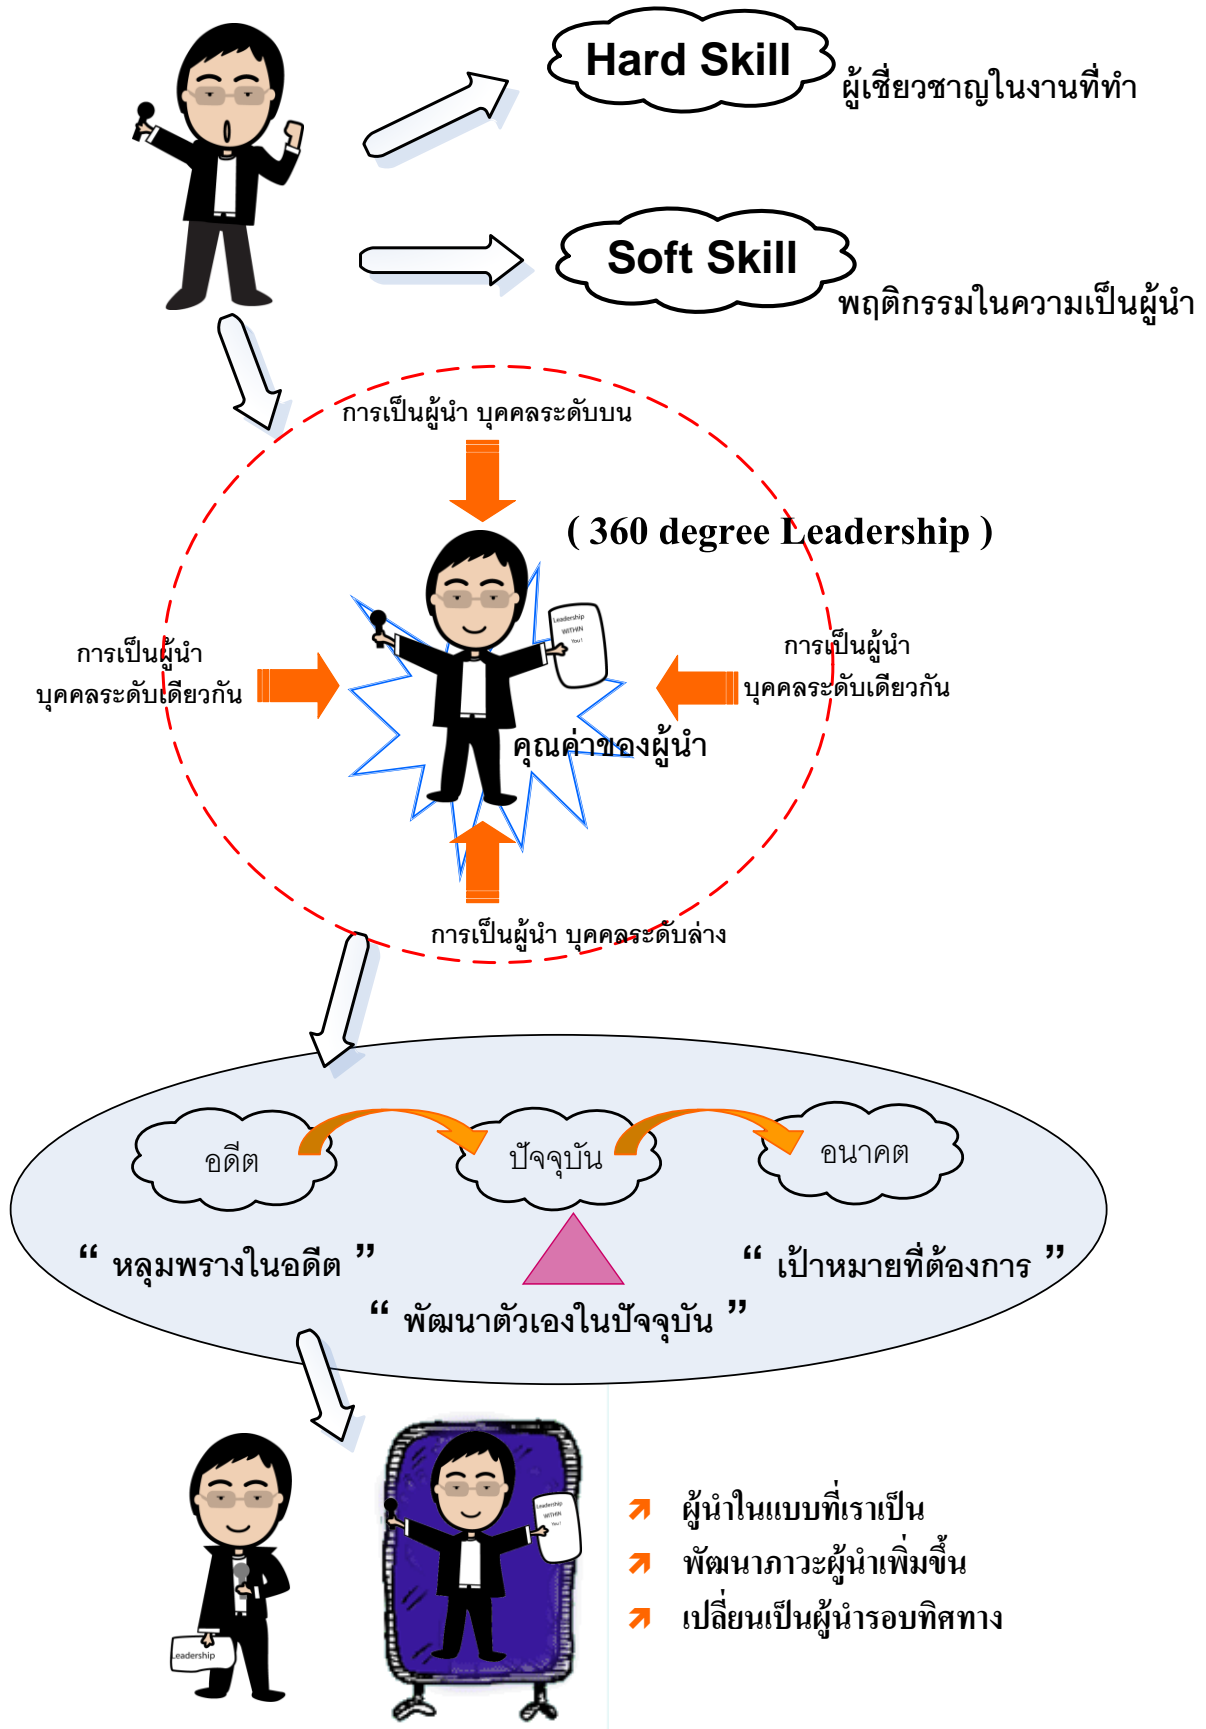 Hard Skill
ผู้เชี่ยวชาญในงานที่ทำ
Soft Skill
พฤติกรรมในความเป็นผู้นำ
การเป็นผู้นำ บุคคลระดับบน
( 360 degree Leadership )
Leadership
WITHIN
You !
การเป็นผู้นำ
บุคคลระดับเดียวกัน
การเป็นผู้นำ
บุคคลระดับเดียวกัน
คุณค่าของผู้นำ
การเป็นผู้นำ บุคคลระดับล่าง
อดีต
ปัจจุบัน
อนาคต
“ หลุมพรางในอดีต ”
“ เป้าหมายที่ต้องการ ”
“ พัฒนาตัวเองในปัจจุบัน ”
Leadership
Leadership
WITHIN
You !
ผู้นำในแบบที่เราเป็น
พัฒนาภาวะผู้นำเพิ่มขึ้น
เปลี่ยนเป็นผู้นำรอบทิศทาง